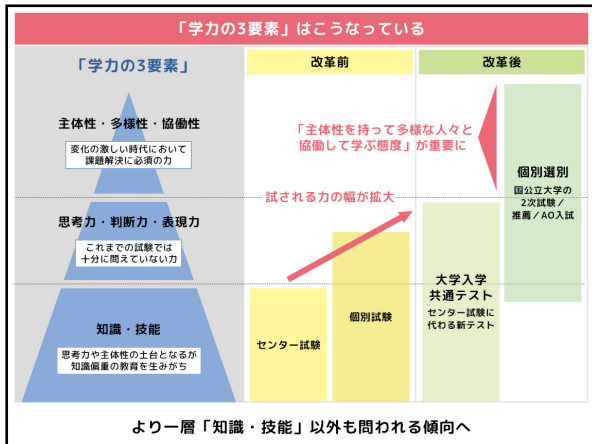 「学力の3要素」はこうなっている
「学力の3要素」
改革前
改革後
主体性・多様性・協働性
変化の激しい時代において
課題解決に必須の力
思考力・判断力・表現力
これまでの試験では
十分に問えていない力
知識・技能
思考力や主体性の土台となるが
知識偏重の教育を生みがち
「主体性を持って多様な人々と
協働して学ぶ態度」が重要に
試される力の幅が拡大
センター試験
個別試験
大学入学
共通テスト
センター試験に
代わる新テスト
個別選別
国公立大学の
2次試験/
推薦/AO入試
より一層「知識・技能」以外も問われる傾向へ